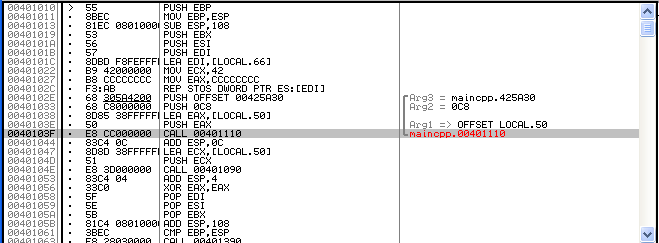 00401010 > 55 PUSH EBP
00401011 . 8BEC MOV EBP,ESP
00401013 . 81EC 0801000 SUB ESP,108
00401019 . 53 PUSH EBX
0040101A . 56 PUSH ESI
0040101B . 57 PUSH EDI
0040101C . 8DBD F8FEFFFF LEA EDI,[LOCAL.66]
00401022 . B9 42000000 MOV ECX,42
00401027 . B8 CCCCCCCC MOV EAX,CCCCCCCC
0040102C . F3:AB REP STOS DWORD PTR ES:[EDI]
0040102E . 68 305A4200 PUSH OFFSET 00425A30 Arg3 = maincpp.425A30
00401033 . 68 C8000000 PUSH 0C8 Arg2 = 0C8
00401038 . 8D85 38FFFFFF LEA EAX,[LOCAL.50]
0040103E . 50 PUSH EAX Arg1 => OFFSET LOCAL.50
0040103F . E8 CC000000 CALL 00401110 maincpp.00401110
00401044 . 83C4 0C ADD ESP,0C
00401047 . 8D8D 38FFFFFF LEA ECX,[LOCAL.50]
0040104D . 51 PUSH ECX
0040104E . E8 3D000000 CALL 00401090
00401053 . 83C4 04 ADD ESP,4
00401056 . 33C0 XOR EAX,EAX
00401058 . 5F POP EDI
00401059 . 5E POP ESI
0040105A . 5B POP EBX
0040105B . 81C4 0801000 ADD ESP,108
00401061 . 3BEC CMP EBP,ESP
00401063 . E8 28030000 CALL 00401390